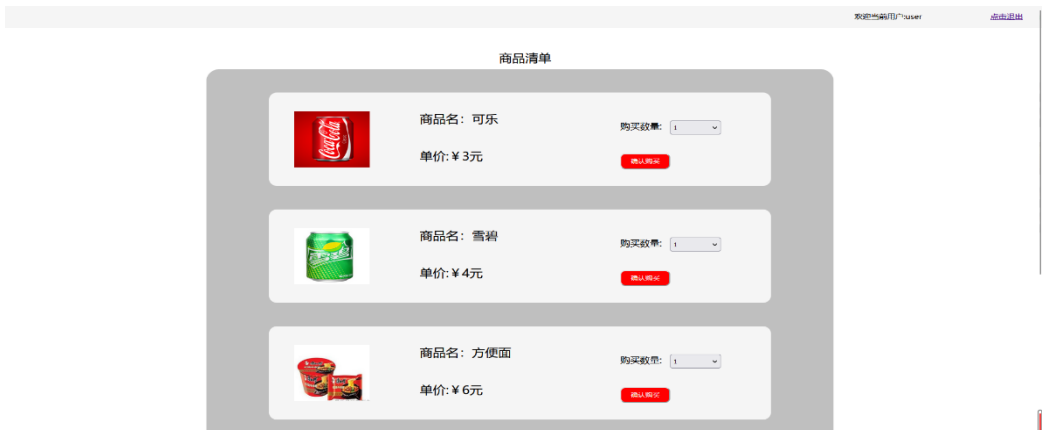 欢迎当前用户:user 点击退出
商品清单
Coca-Cola
商品名：可乐
购买数量: 1
单价:￥3元
确认购买
商品名：雪碧
购买数量: 1
单价:￥4元
确认购买
商品名：方便面
购买数量: 1
单价:￥6元
确认购买